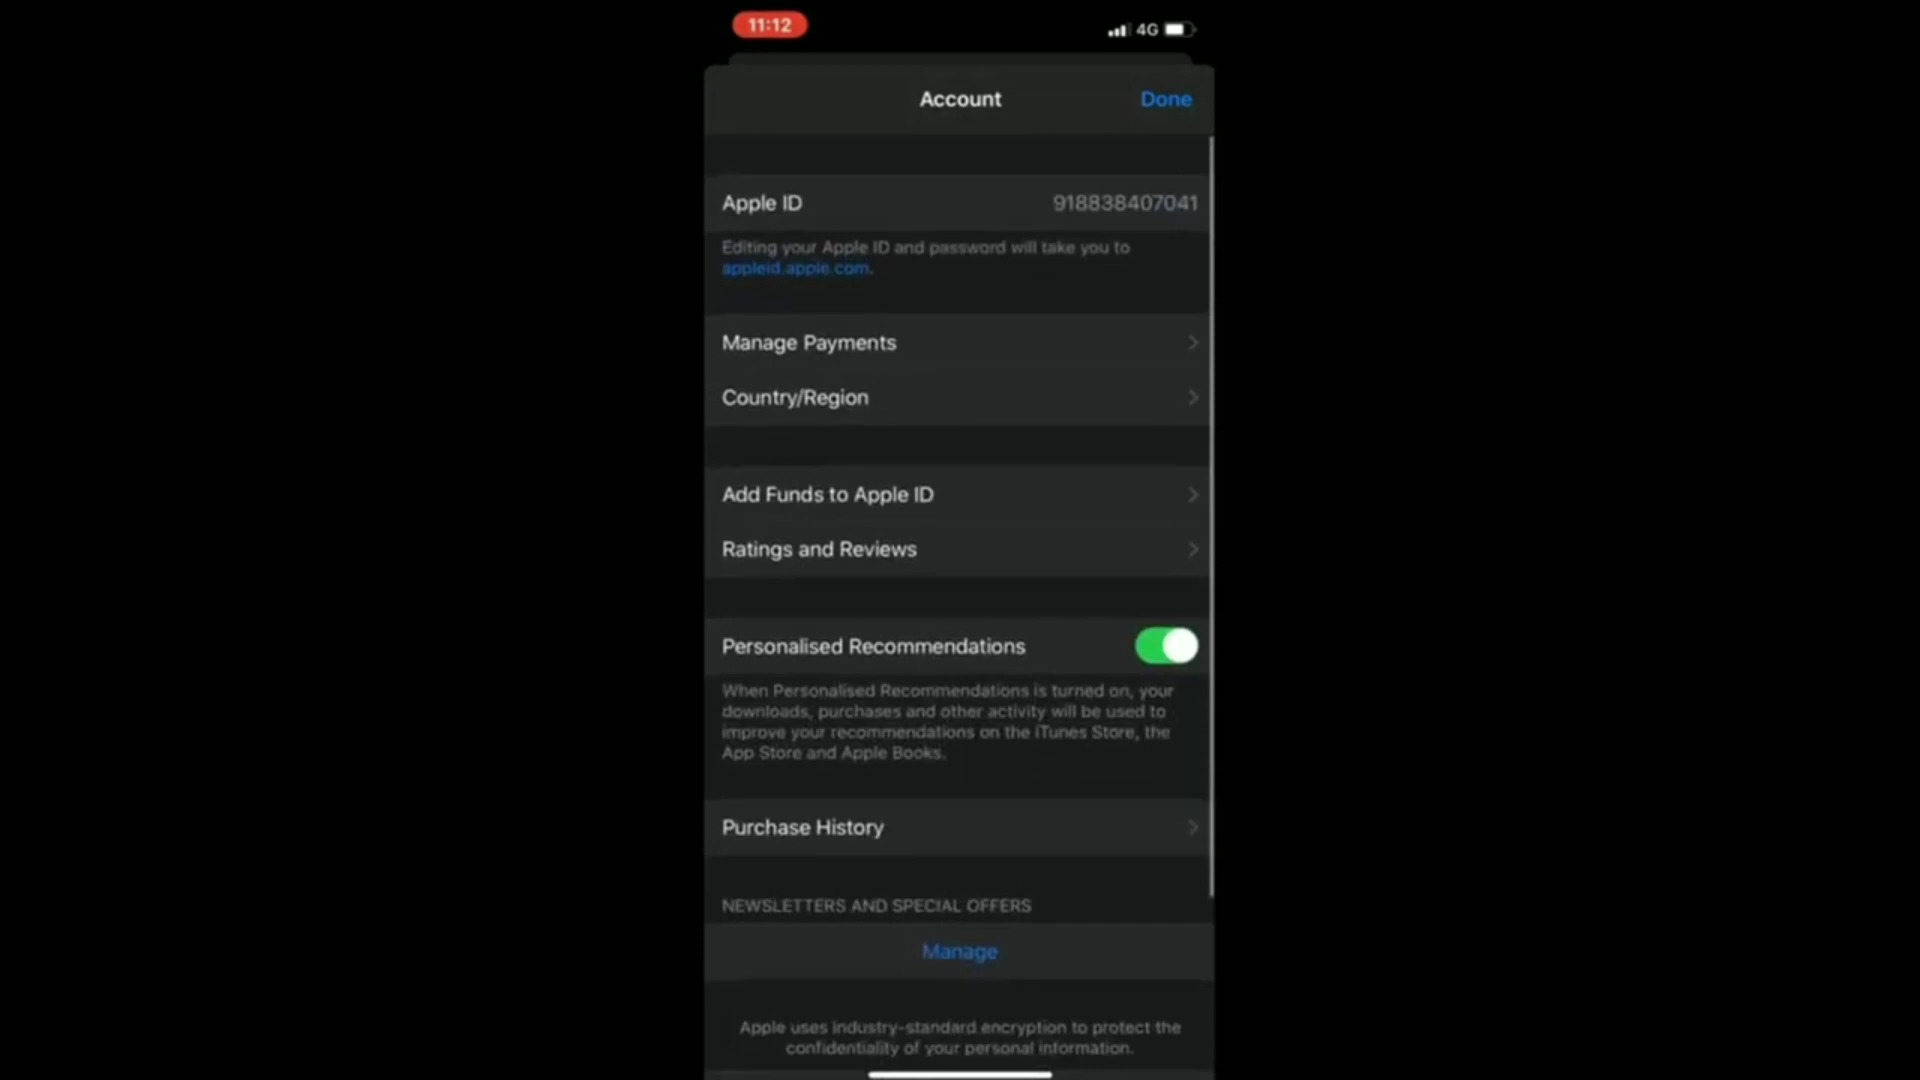 11:12
4G
Account
Done
Apple ID
918838407041
Editing your Apple ID and password will take you to
appleid.apple.com.
Manage Payments
Country/Region
Add Funds to Apple ID
Ratings and Reviews
Personalised Recommendations
When Personalised Recommendations is turned on, your
downloads, purchases and other activity will be used to
improve your recommendations on the iTunes Store, the
App Store and Apple Books.
Purchase History
NEWSLETTERS AND SPECIAL OFFERS
Manage
Apple uses industry-standard encryption to protect the
confidentiality of your personal information.